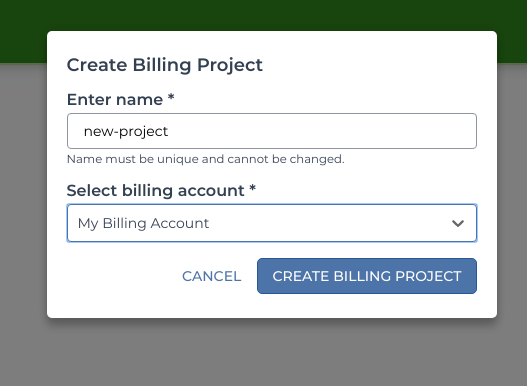 Create Billing Project
Enter name *
new-project
Name must be unique and cannot be changed.
Select billing account *
My Billing Account
CANCEL
CREATE BILLING PROJECT